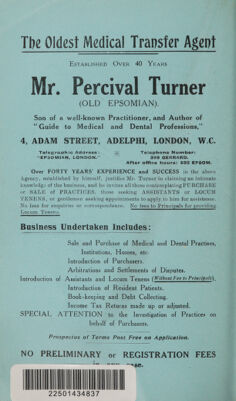 The Oldest Medical Transfer Agent
ESTABLISHED OVER 40 YEARS
Mr. Percival Turner
(OLD EPSOMIAN).
Son of a well-known Practitioner, and Author of
"Guide to Medical and Dental Professions,"
4, ADAM STREET, ADELPHI, LONDON, W.C.
Telegraphic Address: Telephone Number:
"EPSOMIAN, LONDON." 399 GERRARD.
After office hours: 592 EPSOM.
Over FORTY YEARS' EXPERIENCE and SUCCESS in the above
Agency, established by himself, justifies Mr. Turner in claiming an intimate
knowledge of the business, and he invites all those contemplating PURCHASE
or SALE of PRACTICES, those seeking ASSISTANTS or LOCUM
TENENS, or gentlemen seeking appointments to apply to him for assistance.
No fees for enquiries or correspondence. No fees to Principals for providing
Locum Tenens.
Business Undertaken Includes:
Sale and Purchase of Medical and Dental Practices,
Institutions, Houses, etc.
Introduction of Purchasers.
Arbitrations and Settlements of Disputes.
Introduction of Assistants and Locum Tenens (Without Fee to Principals).
Introduction of Resident Patients.
Book-keeping and Debt Collecting.
Income Tax Returns made up or adjusted.
SPECIAL ATTENTION to the Investigation of Practices on
behalf of Purchasers.
Prospectus of Terms Post Free on Application.
NO PRELIMINARY or REGISTRATION FEES
22501434837